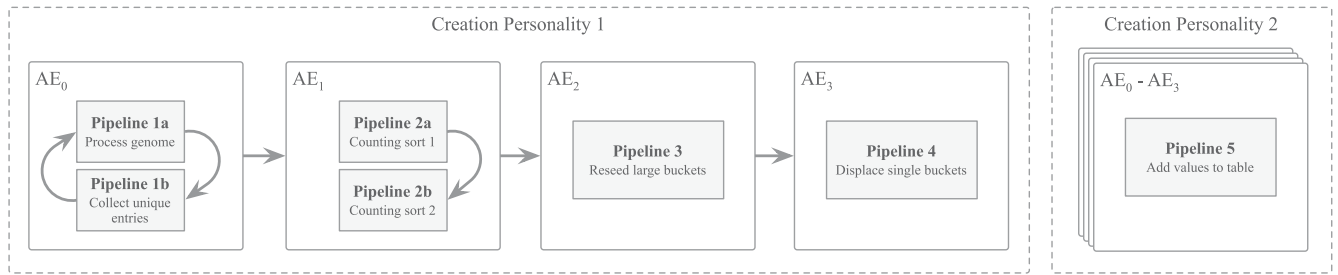 Creation Personality 1
AE0
Pipeline 1a
Process genome
Pipeline 1b
Collect unique
entries
AE1
Pipeline 2a
Counting sort 1
Pipeline 2b
Counting sort 2
AE2
Pipeline 3
Reseed large buckets
AE3
Pipeline 4
Displace single buckets
Creation Personality 2
AE0 - AE3
Pipeline 5
Add values to table